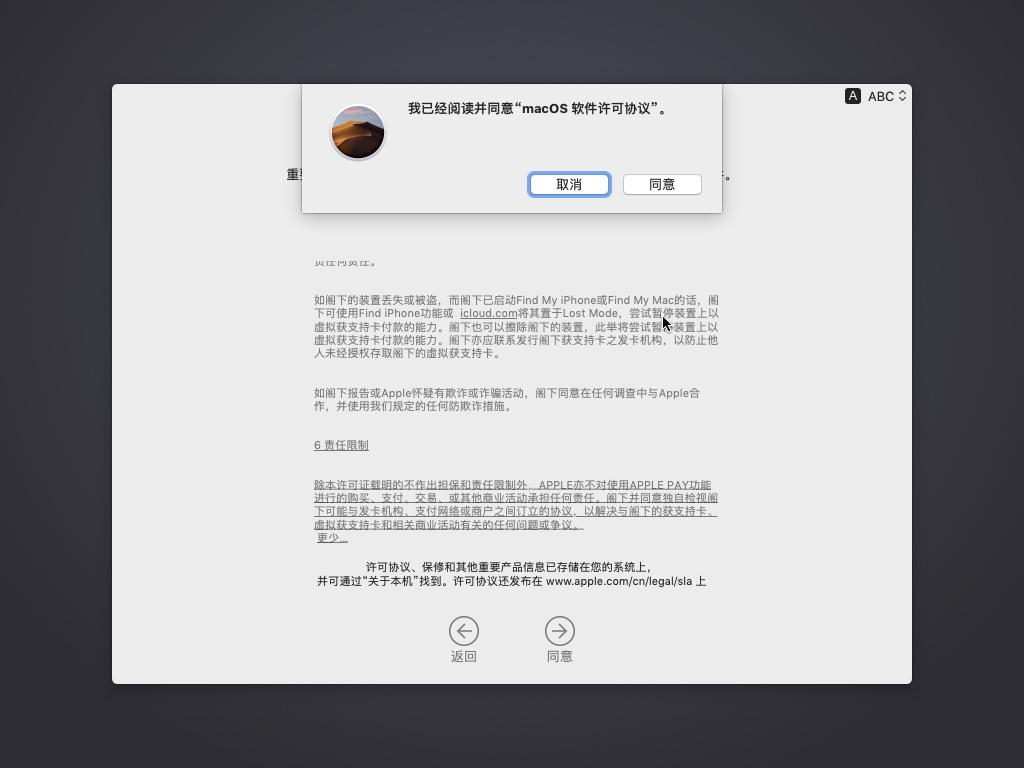 ABC
我已经阅读并同意“macOS 软件许可协议”。
取消
同意
重
。
责任何责任。
如阁下的装置丢失或被盗，而阁下已启动Find My iPhone或Find My Mac的话，阁
下可使用Find iPhone功能或 icloud.com将其置于Lost Mode，尝试暂停装置上以
虚拟获支持卡付款的能力。阁下也可以擦除阁下的装置，此举将尝试暂停装置上以
虚拟获支持卡付款的能力。阁下亦应联系发行阁下获支持卡之发卡机构，以防止他
人未经授权存取阁下的虚拟获支持卡。
如阁下报告或Apple怀疑有欺诈或诈骗活动，阁下同意在任何调查中与Apple合
作，并使用我们规定的任何防欺诈措施。
6 责任限制
除本许可证载明的不作出担保和责任限制外，APPLE亦不对使用APPLE PAY功能
进行的购买、支付、交易、或其他商业活动承担任何责任。阁下并同意独自检视阁
下可能与发卡机构、支付网络或商户之间订立的协议，以解决与阁下的获支持卡、
虚拟获支持卡和相关商业活动有关的任何问题或争议。
更少...
许可协议、保修和其他重要产品信息已存储在您的系统上，
并可通过“关于本机”找到。许可协议还发布在 www.apple.com/cn/legal/sla 上
返回
同意